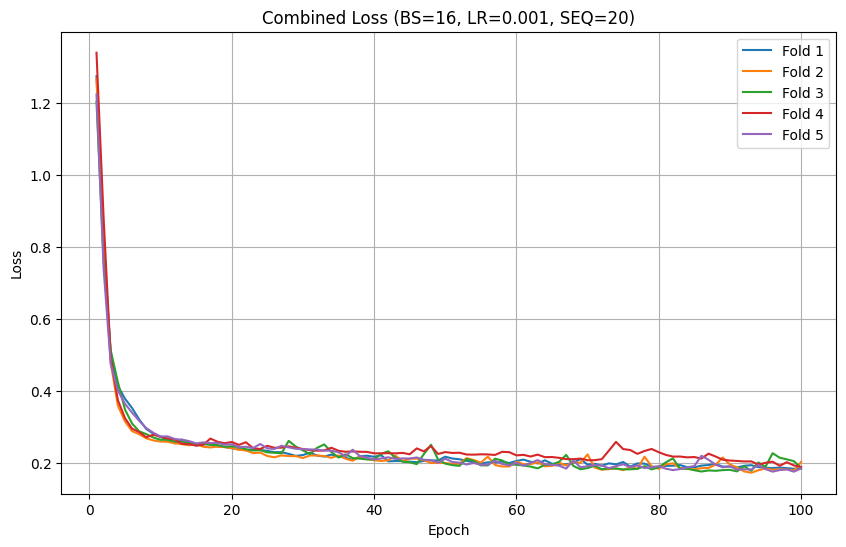 Combined Loss (BS=16, LR=0.001, SEQ=20)
Fold 1
Fold 2
Fold 3
Fold 4
Fold 5
Loss
1.2
1.0
0.8
0.6
0.4
0.2
0 20 40 60 80 100
Epoch